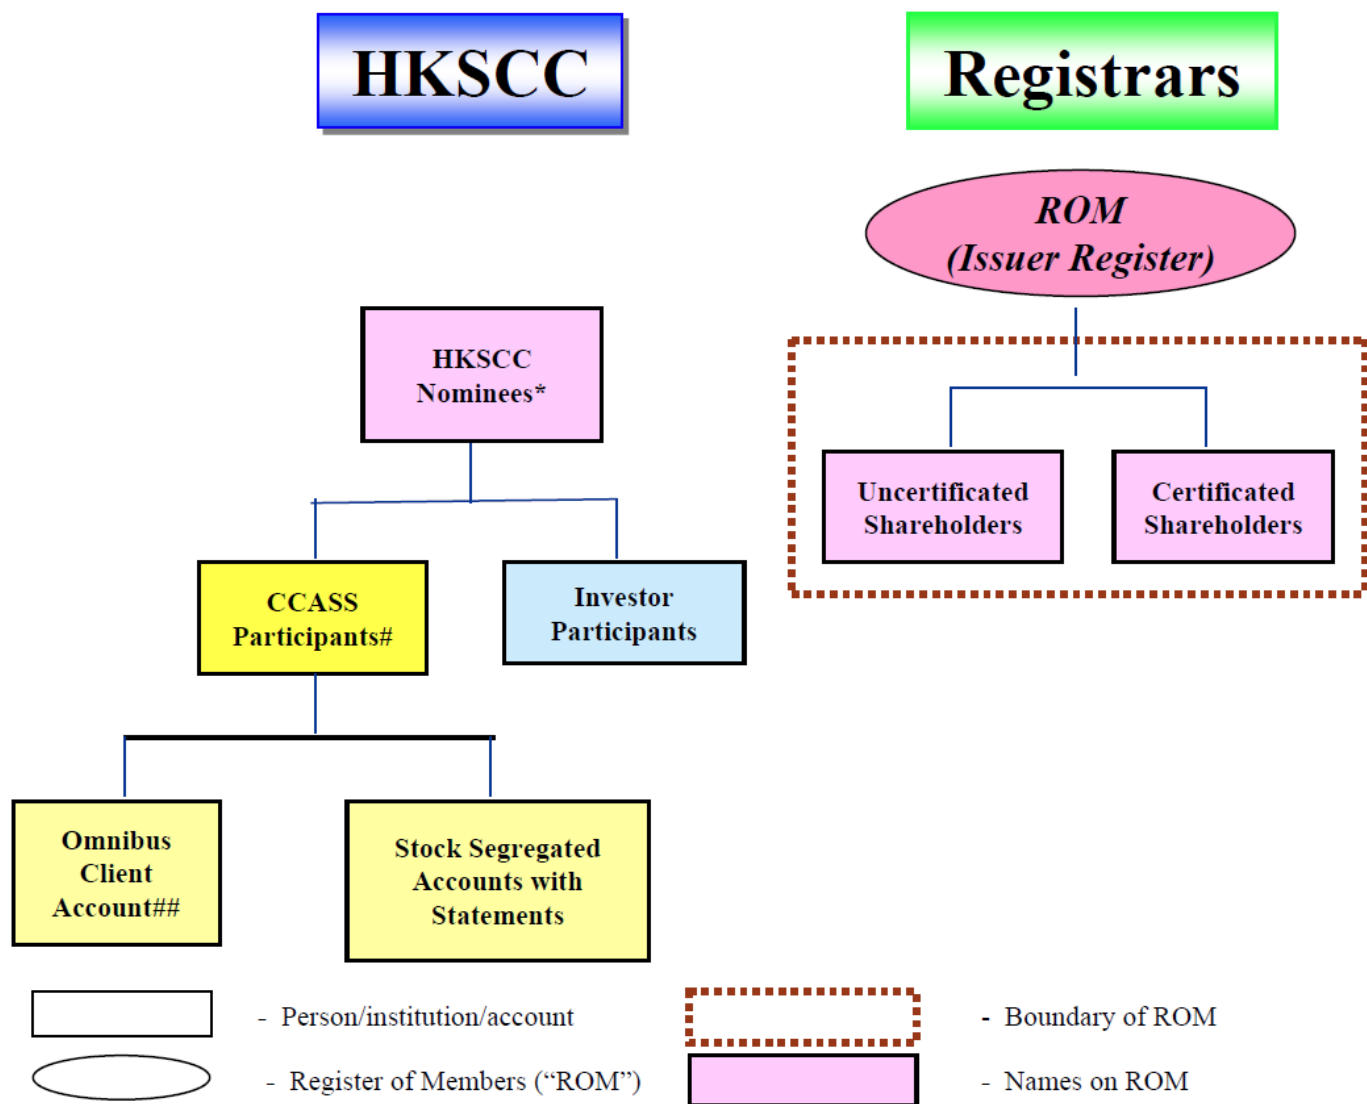 HKSCC
Registrars
ROM
(Issuer Register)
HKSCC
Nominees*
Uncertificated
Shareholders
Certificated
Shareholders
CCASS
Participants#
Investor
Participants
Omnibus
Client
Account##
Stock Segregated
Accounts with
Statements
- Person/institution/account
- Boundary of ROM
- Register of Members (“ROM”)
- Names on ROM